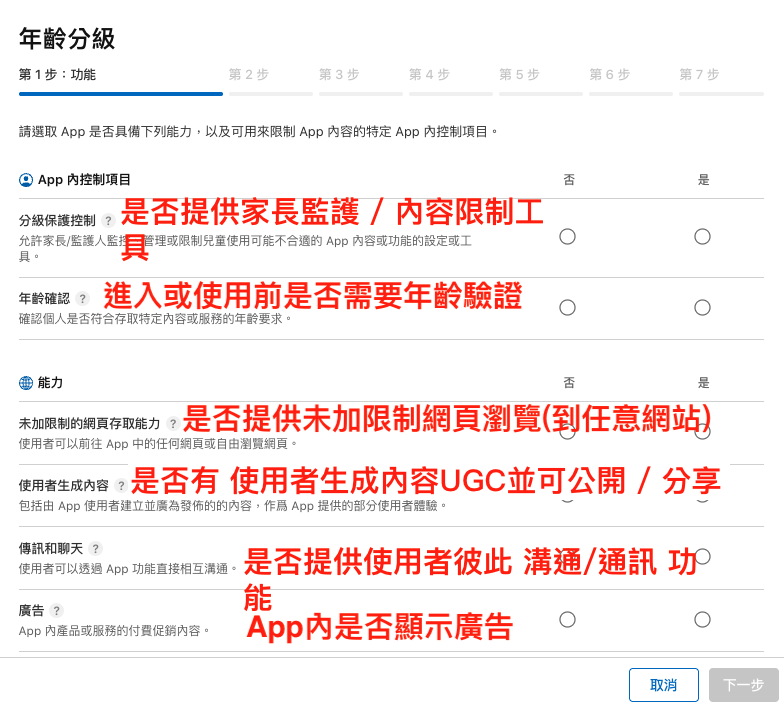 年齡分級
第 1 步：功能 第 2 步 第 3 步 第 4 步 第 5 步 第 6 步 第 7 步
請選取 App 是否具備下列能力，以及可用來限制 App 內容的特定 App 內控制項目。
App 內控制項目 否 是
分級保護控制 ? 是否提供家長監護 / 內容限制工
具
允許家長/監護人監控 管理或限制兒童使用可能不合適的 App 內容或功能的設定或工
具。
年齡確認 ? 進入或使用前是否需要年齡驗證
確認個人是否符合存取特定內容或服務的年齡要求。
能力 否 是
未加限制的網頁存取能力 ? 是否提供未加限制網頁瀏覽(到任意網站)
使用者可以前往 App 中的任何網頁或自由瀏覽網頁。
使用者生成內容 ? 是否有 使用者生成內容UGC並可公開 / 分享
包括由 App 使用者建立並廣為發佈的的內容，作爲 App 提供的部分使用者體驗。
傳訊和聊天 ? 是否提供使用者彼此 溝通/通訊 功
能
使用者可以透過 App 功能直接相互溝通。
廣告 ? App內是否顯示廣告
App 內產品或服務的付費促銷內容。
取消 下一步